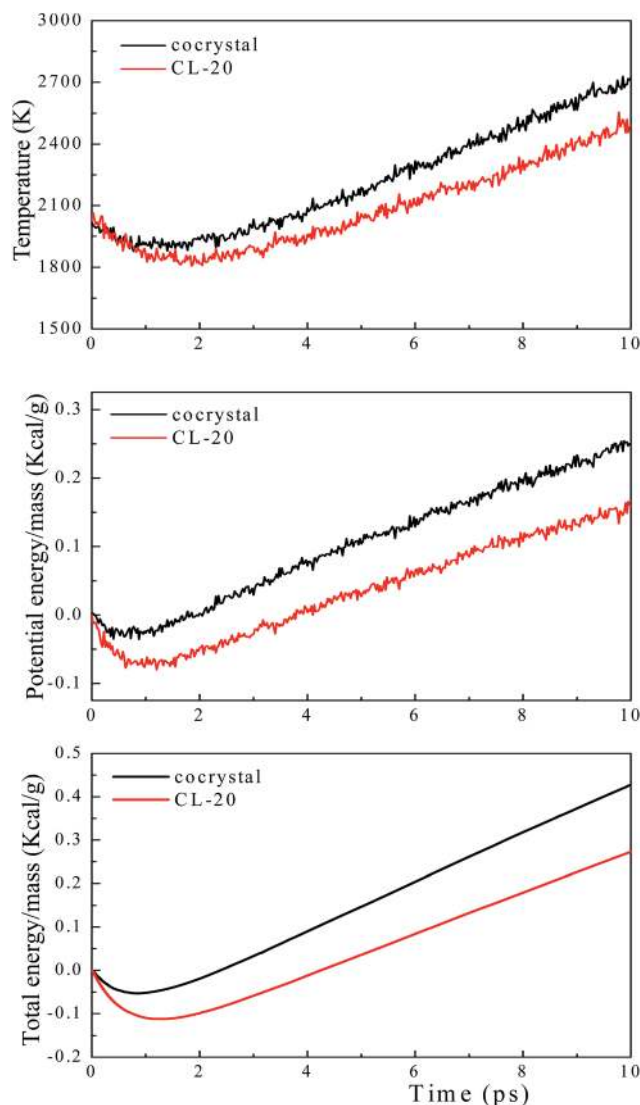 3000
2700
2400
2100
1800
1500
Temperature (K)
cocrystal
CL-20
0 2 4 6 8 10
0.3
0.2
0.1
0.0
-0.1
Potential energy/mass (Kcal/g)
cocrystal
CL-20
0 2 4 6 8 10
0.5
0.4
0.3
0.2
0.1
0.0
-0.1
-0.2
Total energy/mass (Kcal/g)
cocrystal
CL-20
0 2 4 6 8 10
Time (ps)